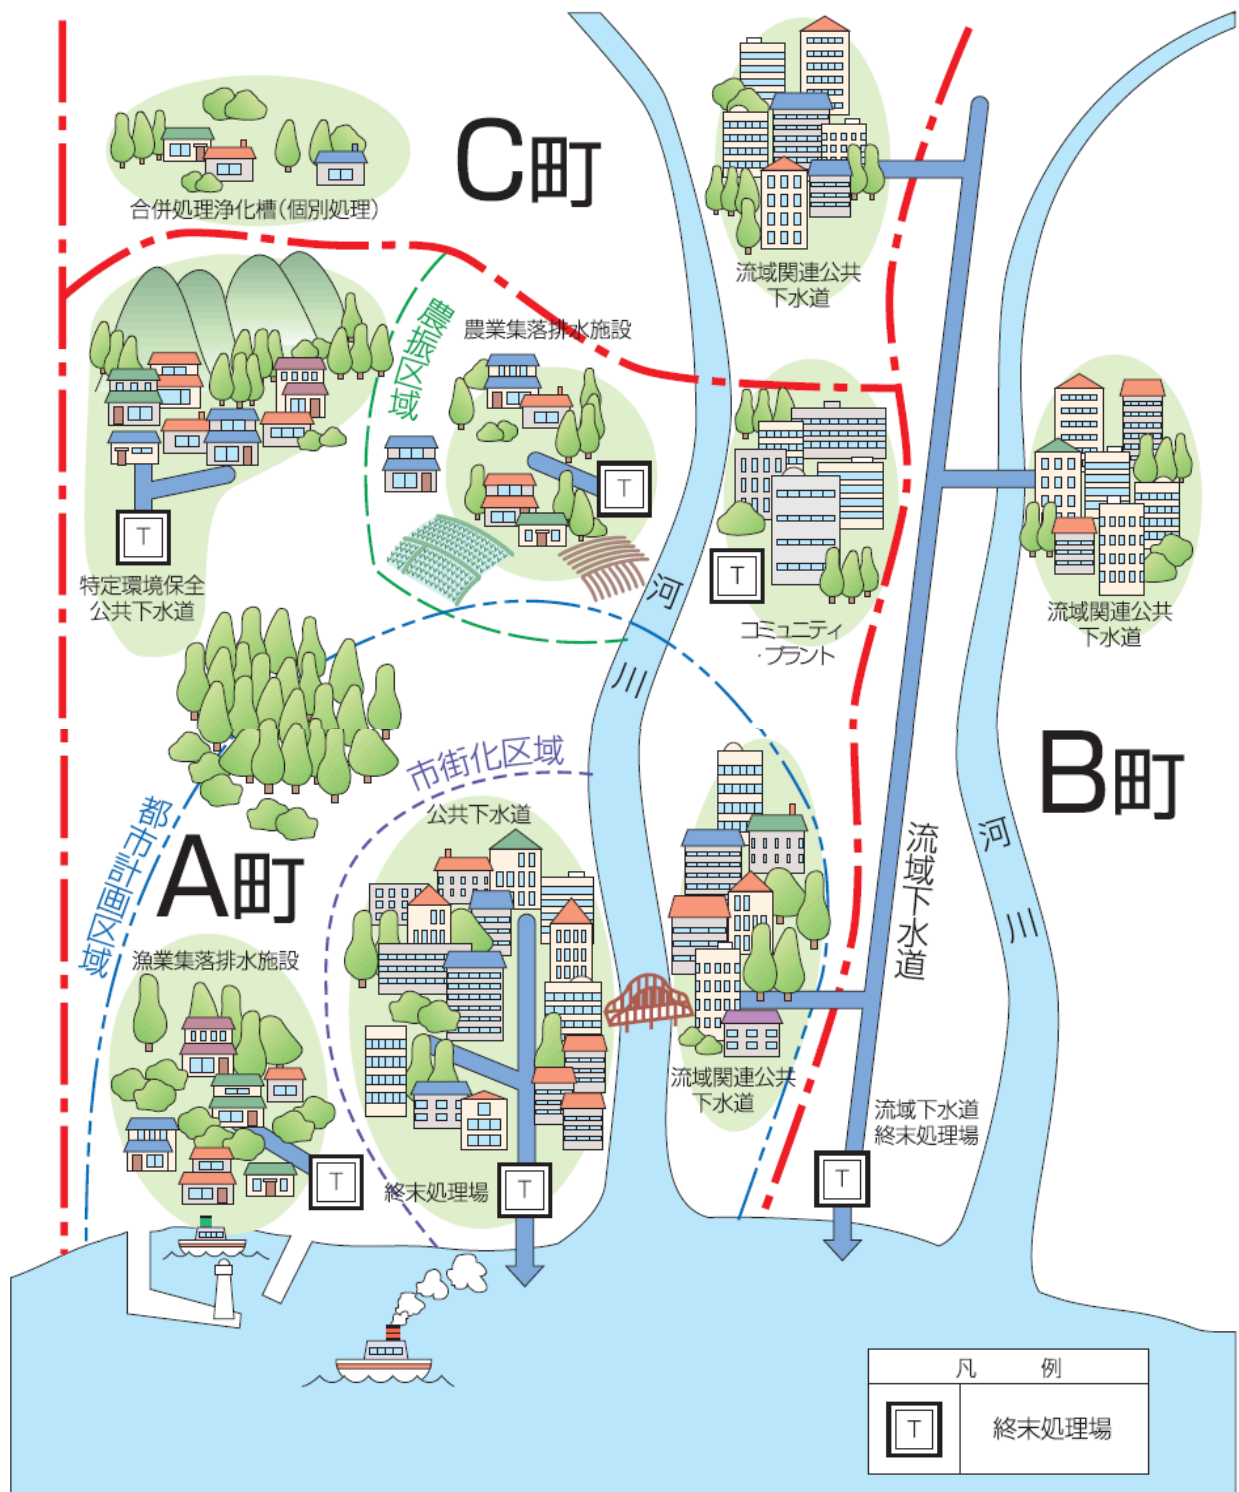 C町
合併処理浄化槽(個別処理)
流域関連公共
下水道
農振区域
農業集落排水施設
T
T
特定環境保全
公共下水道
T
コミュニティ
・プラント
流域関連公共
下水道
河川
市街化区域
公共下水道
都市計画区域
A町
B町
河川
流域下水道
漁業集落排水施設
流域関連公共
下水道
流域下水道
終末処理場
T
終末処理場
T
T
凡 例
T
終末処理場